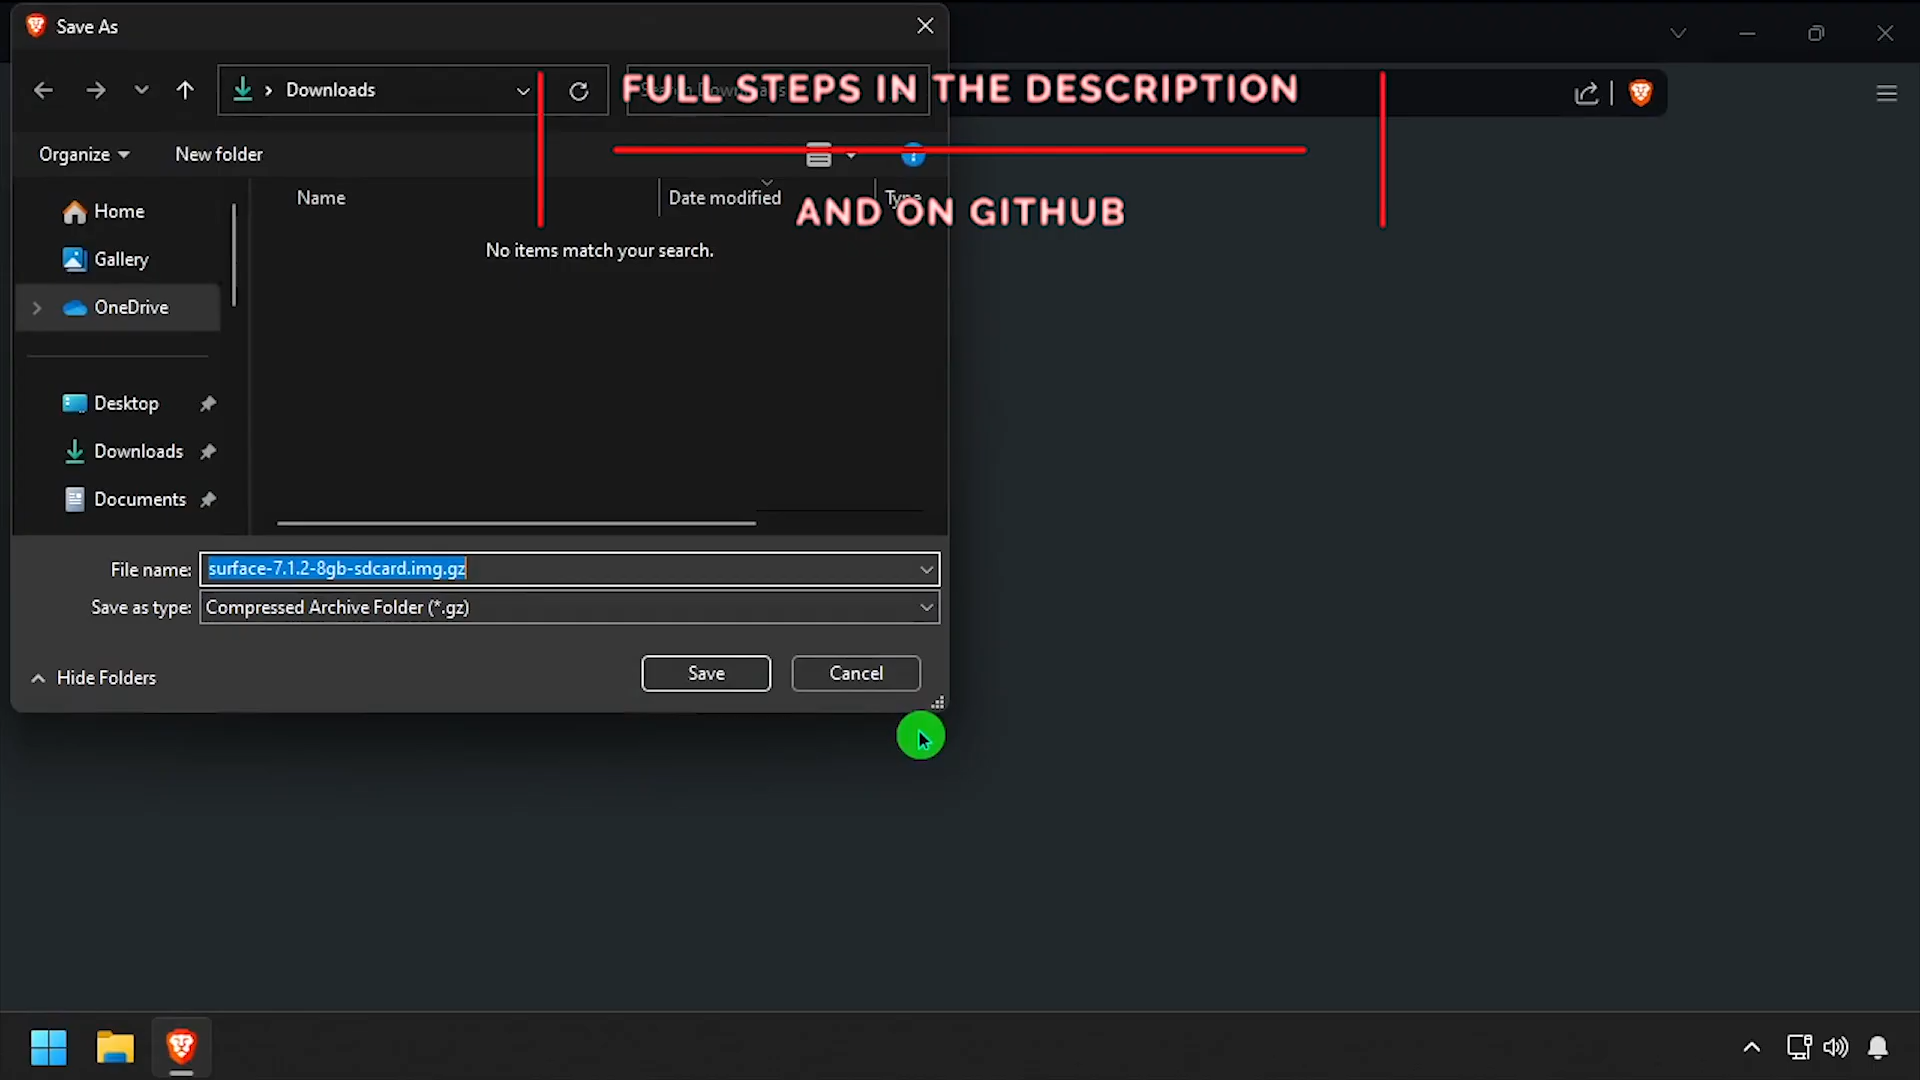 Save As
Downloads
FULL STEPS IN THE DESCRIPTION
Organize
New folder
Home
Gallery
OneDrive
Desktop
Downloads
Documents
Name
Date modified
Type
AND ON GITHUB
No items match your search.
File name:
surface-7.1.2-8gb-sdcard.img.gz
Save as type:
Compressed Archive Folder (*.gz)
Hide Folders
Save
Cancel